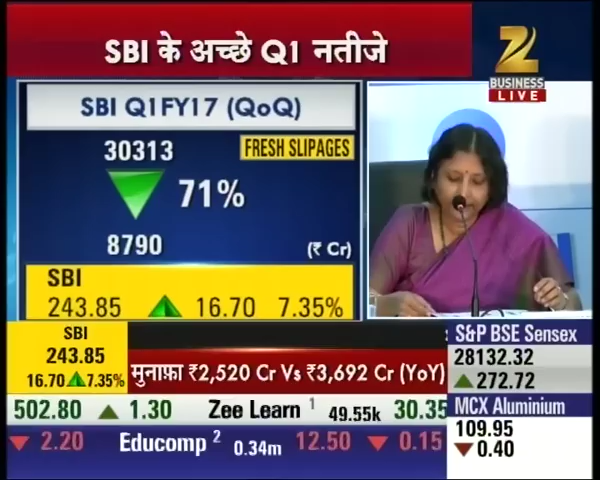 SBI के अच्छे Q1 नतीजे
BUSINESS
LIVE
SBI Q1FY17 (QoQ)
30313
FRESH SLIPAGES
71%
8790
(₹ Cr)
SBI
243.85 16.70 7.35%
SBI
243.85
16.70 7.35%
मुनाफ़ा ₹2,520 Cr Vs ₹3,692 Cr (YoY)
S&P BSE Sensex
28132.32
272.72
MCX Aluminium
109.95
0.40
502.80 1.30 Zee Learn 1 49.55k 30.35
2.20 Educomp 2 0.34m 12.50 0.15